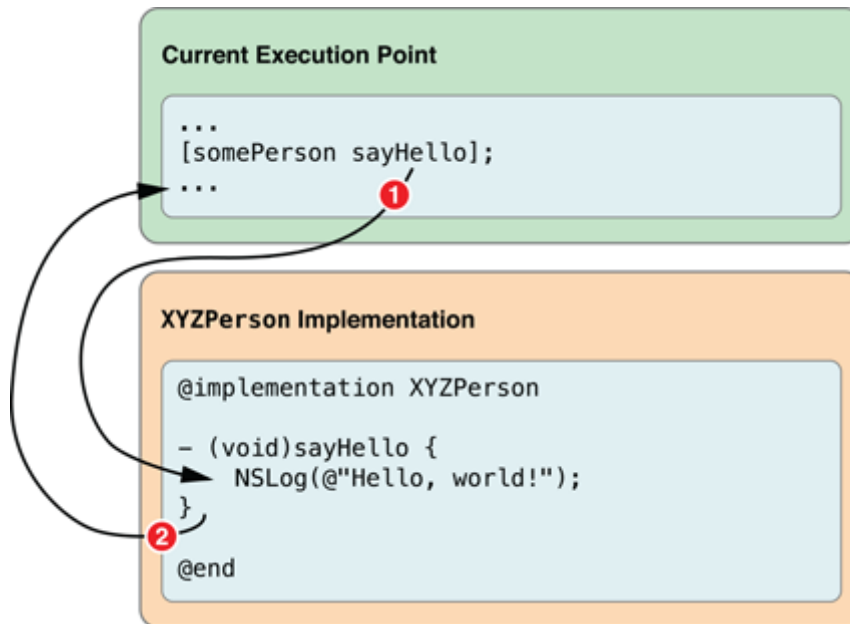 Current Execution Point
...
[somePerson sayHello];
...
1
XYZPerson Implementation
@implementation XYZPerson
- (void)sayHello {
NSLog(@"Hello, world!");
}
2
@end